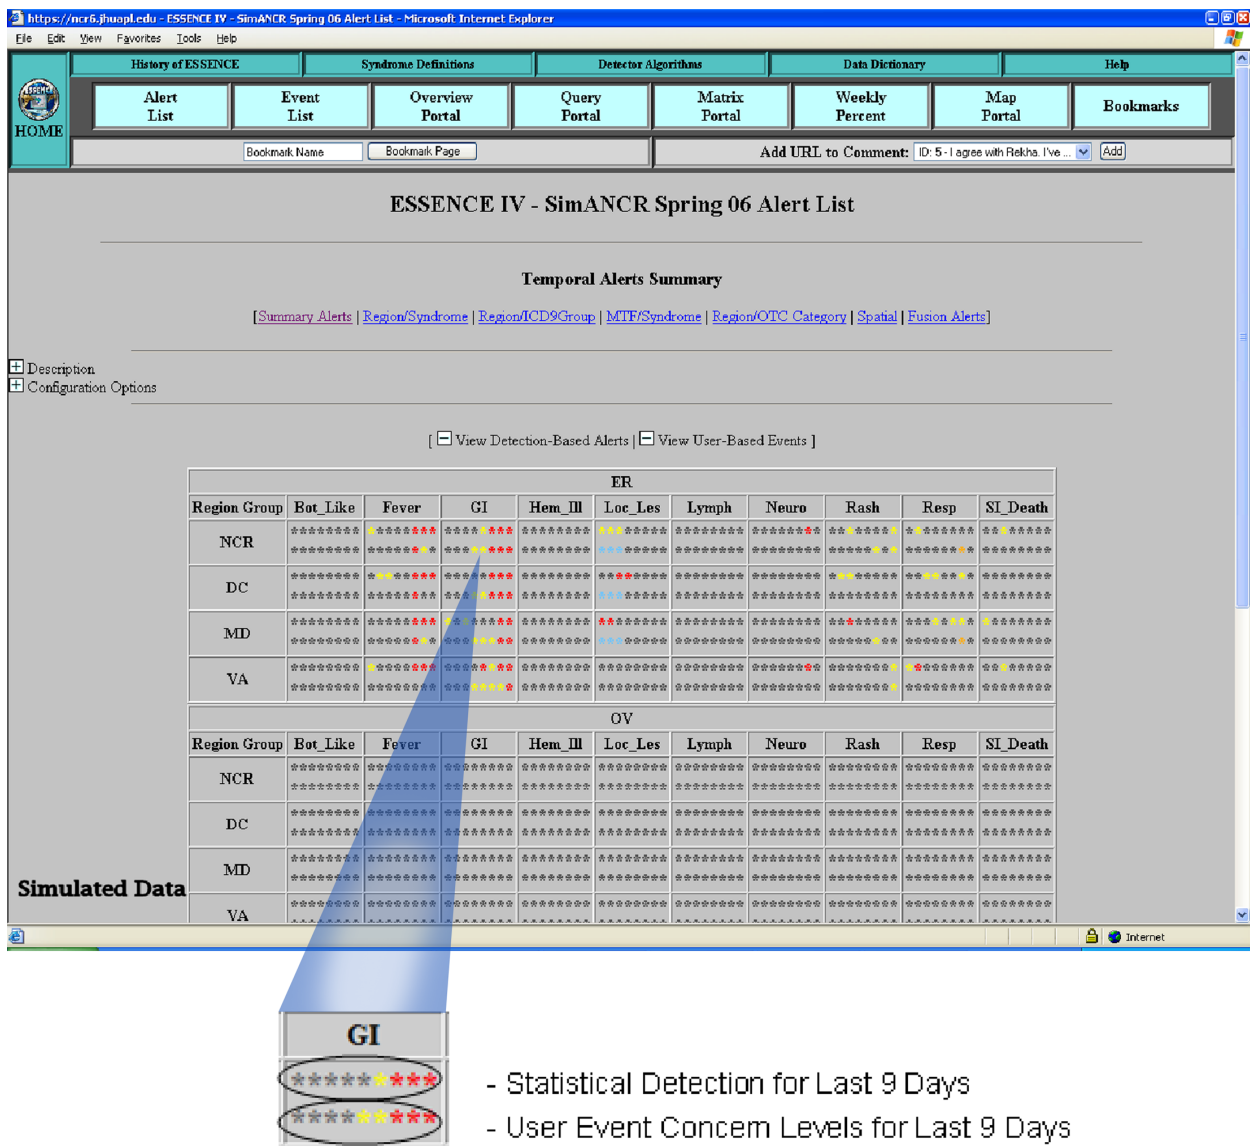 https://ncr6.jhuapl.edu - ESSENCE IV - SimANCR Spring 06 Alert List - Microsoft Internet Explorer
File Edit View Favorites Tools Help
History of ESSENCE Syndrome Definitions Detector Algorithms Data Dictionary Help
ESSENCE
HOME
Alert List Event List Overview Portal Query Portal Matrix Portal Weekly Percent Map Portal Bookmarks
Bookmark Name Bookmark Page Add URL to Comment: ID: 5 - I agree with Rekha. I've ... Add
ESSENCE IV - SimANCR Spring 06 Alert List
Temporal Alerts Summary
[Summary Alerts | Region/Syndrome | Region/ICD9Group | MTF/Syndrome | Region/OTC Category | Spatial | Fusion Alerts]
+ Description
+ Configuration Options
[ - View Detection-Based Alerts | - View User-Based Events ]
ER
Region Group Bot_Like Fever GI Hem_Ill Loc_Les Lymph Neuro Rash Resp SI_Death
NCR ******** ******** ******** ******** ******** ******** ******** ******** ******** ********
******** ******** ******** ******** ******** ******** ******** ******** ******** ********
DC ******** ******** ******** ******** ******** ******** ******** ******** ******** ********
******** ******** ******** ******** ******** ******** ******** ******** ******** ********
MD ******** ******** ******** ******** ******** ******** ******** ******** ******** ********
******** ******** ******** ******** ******** ******** ******** ******** ******** ********
VA ******** ******** ******** ******** ******** ******** ******** ******** ******** ********
******** ******** ******** ******** ******** ******** ******** ******** ******** ********
OV
Region Group Bot_Like Fever GI Hem_Ill Loc_Les Lymph Neuro Rash Resp SI_Death
NCR ******** ******** ******** ******** ******** ******** ******** ******** ******** ********
******** ******** ******** ******** ******** ******** ******** ******** ******** ********
DC ******** ******** ******** ******** ******** ******** ******** ******** ******** ********
******** ******** ******** ******** ******** ******** ******** ******** ******** ********
MD ******** ******** ******** ******** ******** ******** ******** ******** ******** ********
******** ******** ******** ******** ******** ******** ******** ******** ******** ********
VA ******** ******** ******** ******** ******** ******** ******** ******** ******** ********
******** ******** ******** ******** ******** ******** ******** ******** ******** ********
Simulated Data
Internet
GI
********* - Statistical Detection for Last 9 Days
********* - User Event Concern Levels for Last 9 Days